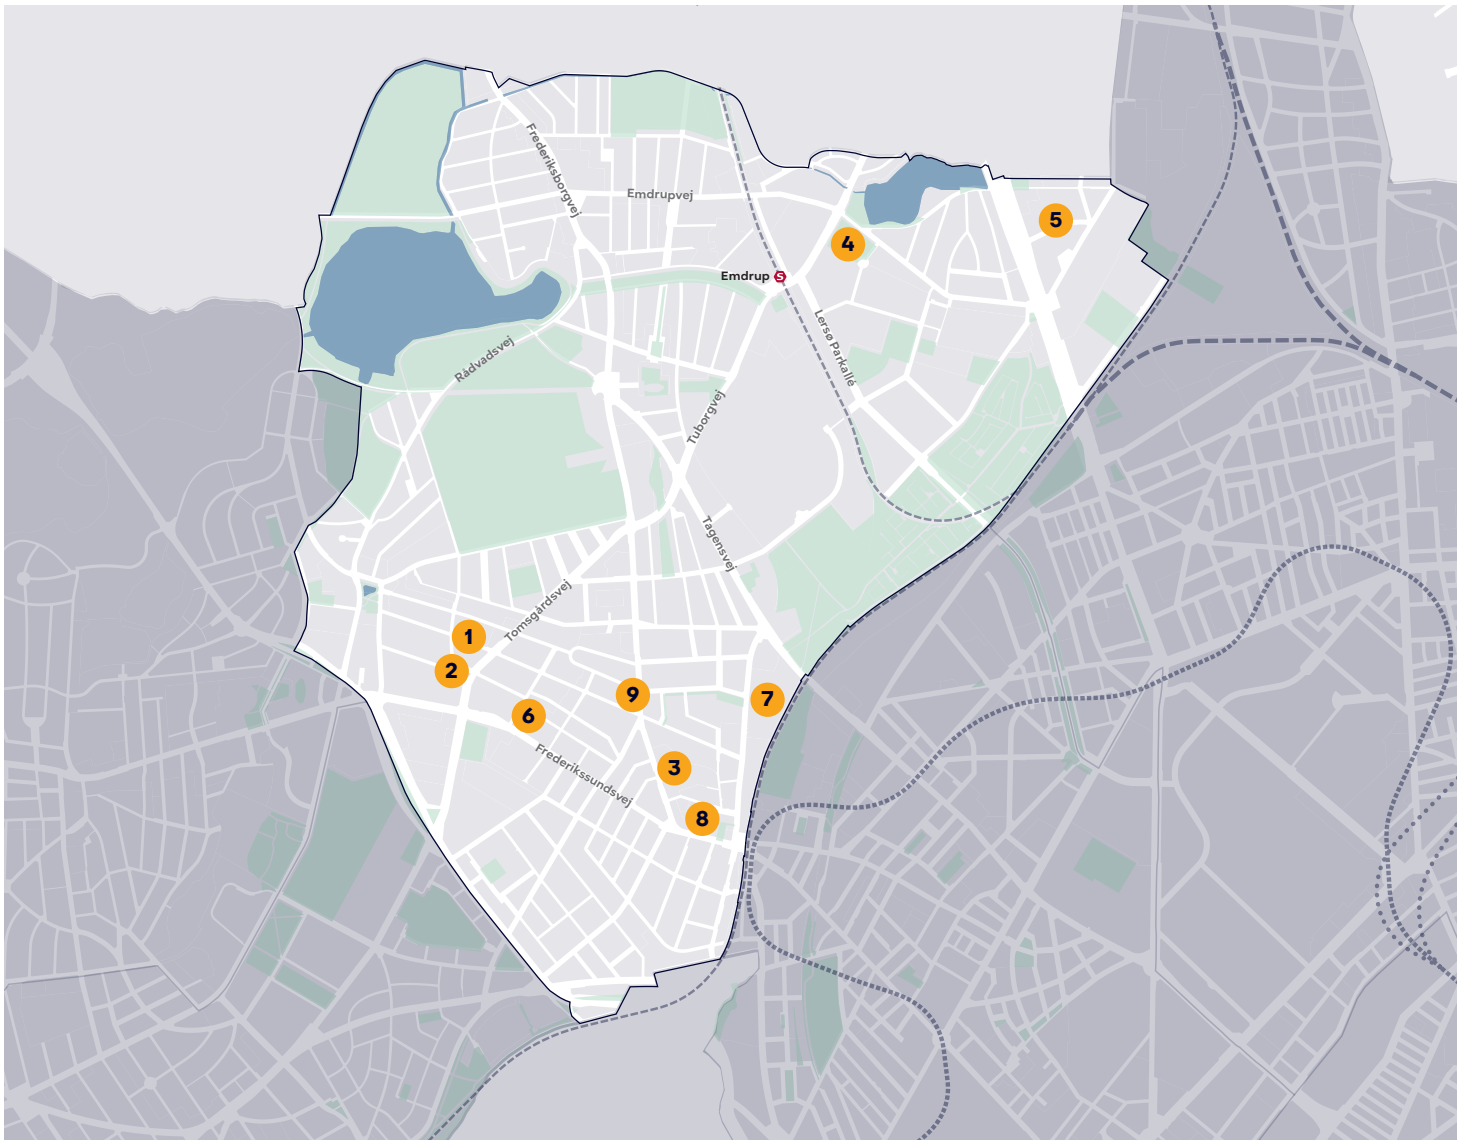 Frederiksborgvej
Emdrupvej
5
4
Emdrup S
Lersø Parkallé
Rådvadsvej
Tuborgvej
Tagensvej
Tomsgårdsvej
1
2
9
7
6
Frederikssundsvej
3
8